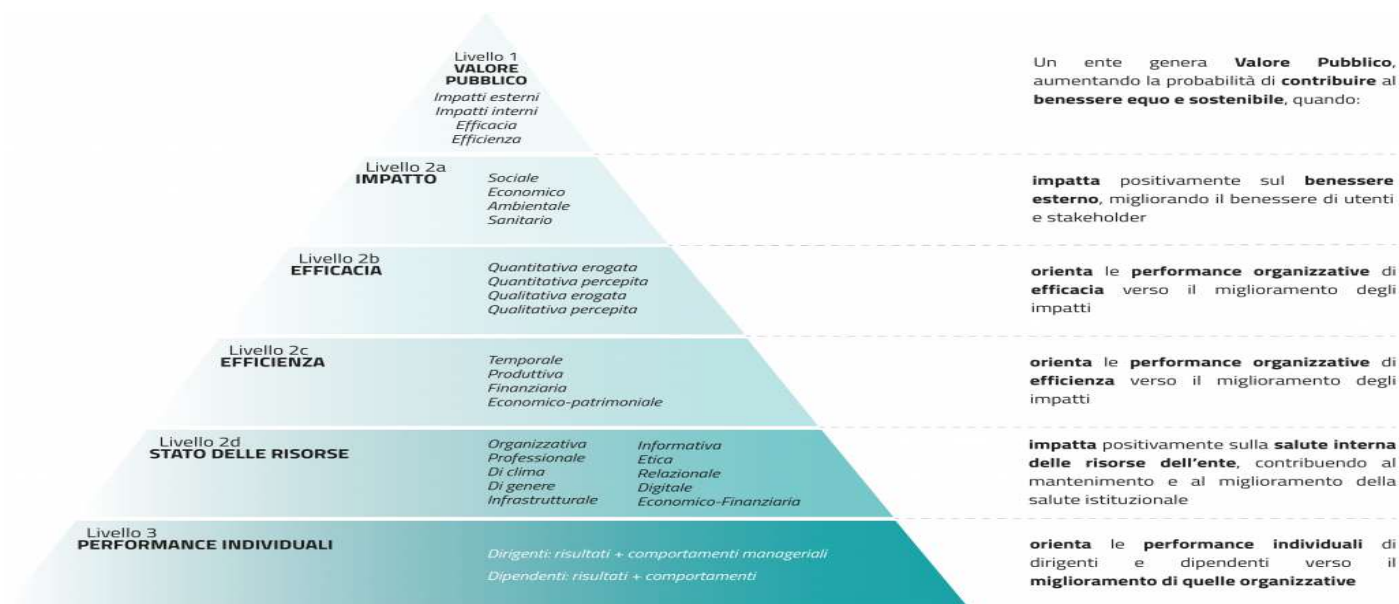 Livello 1
VALORE
PUBBLICO
Impatti esterni
Impatti interni
Efficacia
Efficienza
Un ente genera Valore Pubblico,
aumentando la probabilità di contribuire al
benessere equo e sostenibile, quando:
Livello 2a
IMPATTO
Sociale
Economico
Ambientale
Sanitario
impatta positivamente sul benessere
esterno, migliorando il benessere di utenti
e stakeholder
Livello 2b
EFFICACIA
Quantitativa erogata
Quantitativa percepita
Qualitativa erogata
Qualitativa percepita
orienta le performance organizzative di
efficacia verso il miglioramento degli
impatti
Livello 2c
EFFICIENZA
Temporale
Produttiva
Finanziaria
Economico-patrimoniale
orienta le performance organizzative di
efficienza verso il miglioramento degli
impatti
Livello 2d
STATO DELLE RISORSE
Organizzativa
Professionale
Di clima
Di genere
Infrastrutturale
Informativa
Etica
Relazionale
Digitale
Economico-Finanziaria
impatta positivamente sulla salute interna
delle risorse dell'ente, contribuendo al
mantenimento e al miglioramento della
salute istituzionale
Livello 3
PERFORMANCE INDIVIDUALI
Dirigenti: risultati + comportamenti manageriali
Dipendenti: risultati + comportamenti
orienta le performance individuali di
dirigenti e dipendenti verso il
miglioramento di quelle organizzative